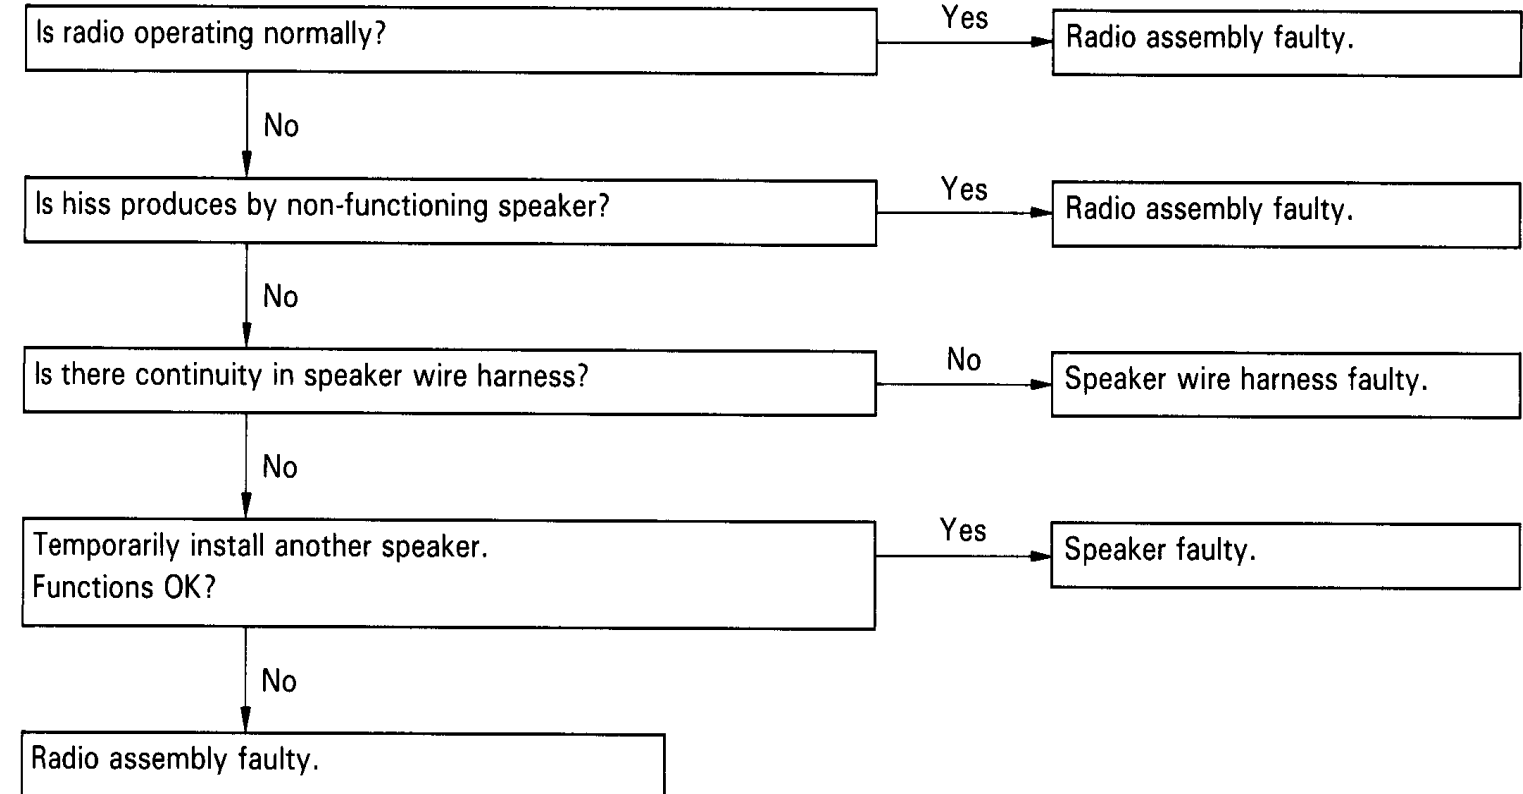 Is radio operating normally?
Yes
Radio assembly faulty.
No
Is hiss produces by non-functioning speaker?
Yes
Radio assembly faulty.
No
Is there continuity in speaker wire harness?
No
Speaker wire harness faulty.
No
Temporarily install another speaker.
Functions OK?
Yes
Speaker faulty.
No
Radio assembly faulty.